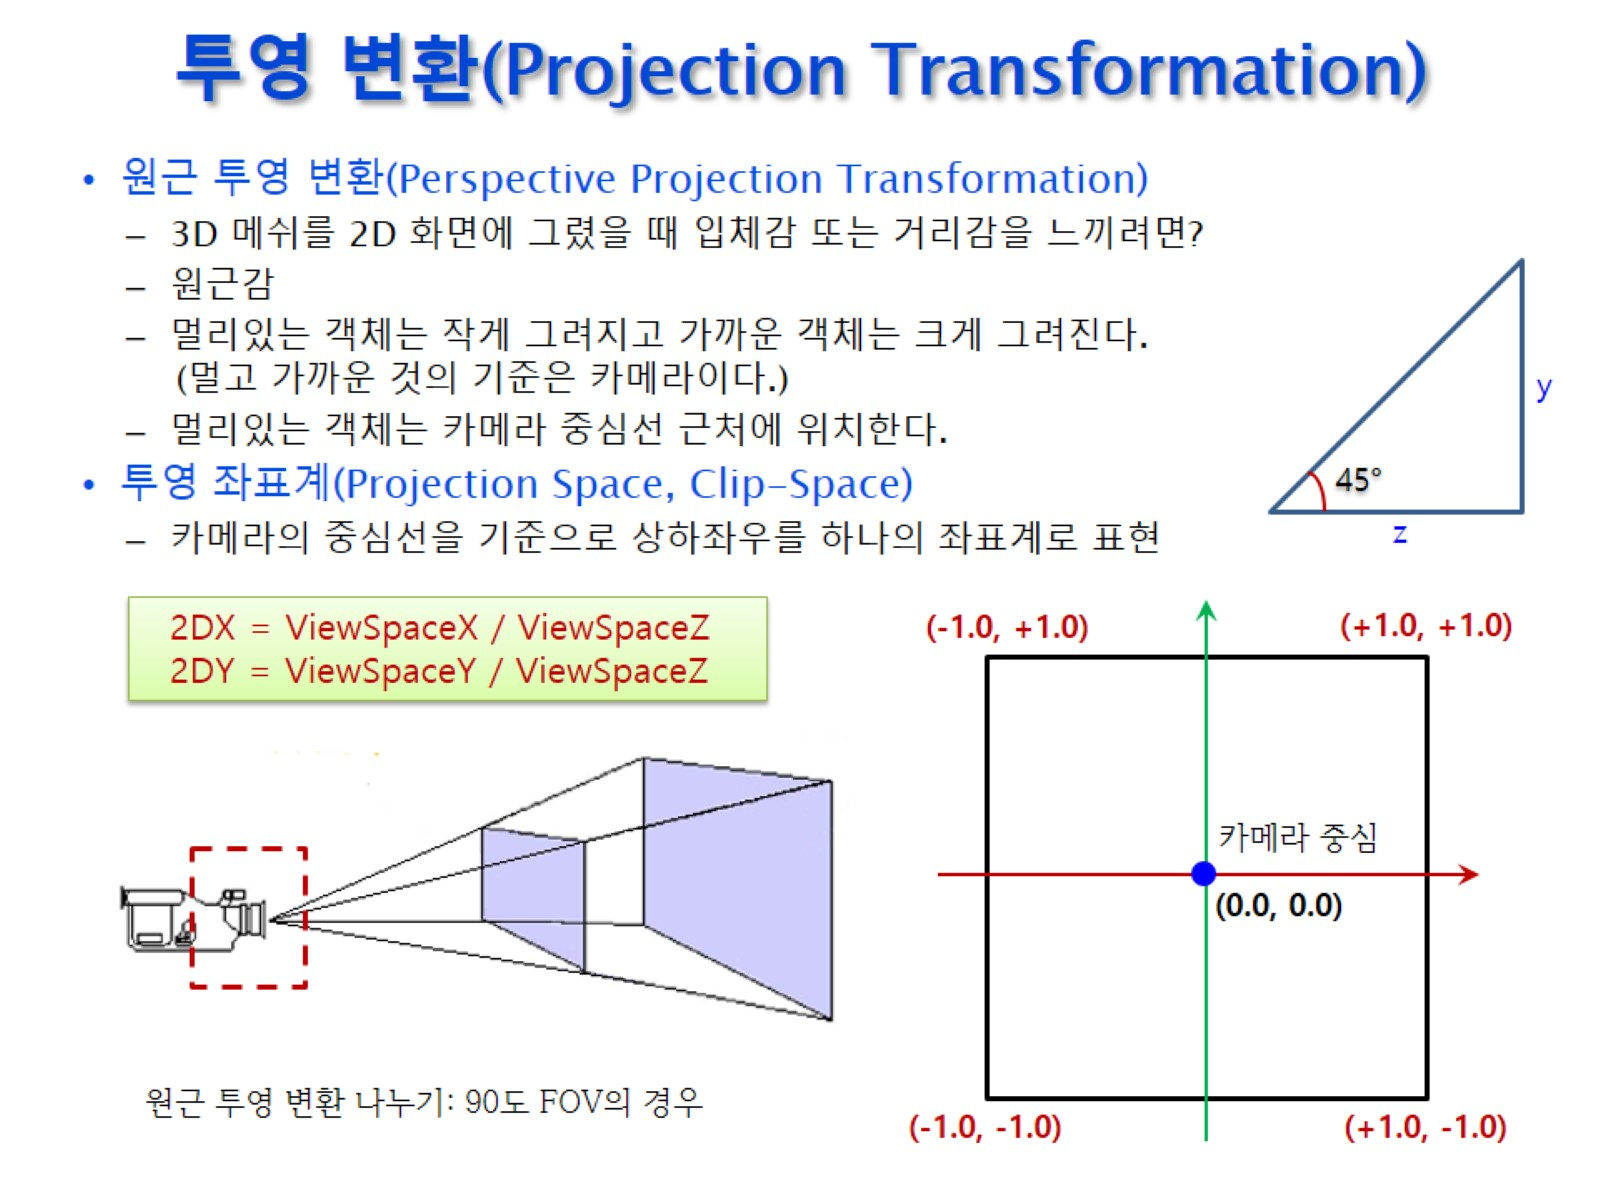 투영 변환(Projection Transformation)
• 원근 투영 변환(Perspective Projection Transformation)
– 3D 메쉬를 2D 화면에 그렸을 때 입체감 또는 거리감을 느끼려면?
– 원근감
– 멀리있는 객체는 작게 그려지고 가까운 객체는 크게 그려진다.
(멀고 가까운 것의 기준은 카메라이다.)
– 멀리있는 객체는 카메라 중심선 근처에 위치한다.
• 투영 좌표계(Projection Space, Clip-Space)
– 카메라의 중심선을 기준으로 상하좌우를 하나의 좌표계로 표현
y
45°
z
2DX = ViewSpaceX / ViewSpaceZ
2DY = ViewSpaceY / ViewSpaceZ
원근 투영 변환 나누기: 90도 FOV의 경우
(-1.0, +1.0)
(+1.0, +1.0)
카메라 중심
(0.0, 0.0)
(-1.0, -1.0)
(+1.0, -1.0)